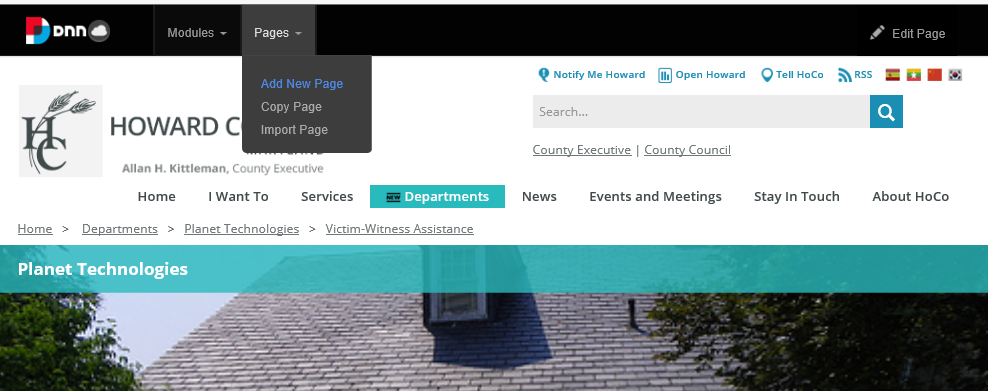 DNN Modules Pages Edit Page
Add New Page
Copy Page
Import Page
Notify Me Howard Open Howard Tell HoCo RSS
HC
HOWARD
Search...
Allan H. Kittleman, County Executive
County Executive | County Council
Home I Want To Services NEW Departments News Events and Meetings Stay In Touch About HoCo
Home > Departments > Planet Technologies > Victim-Witness Assistance
Planet Technologies